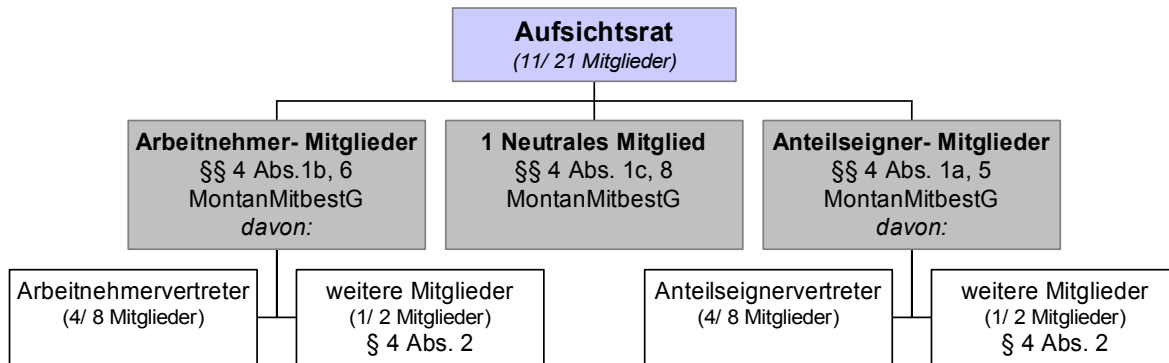 Aufsichtsrat
(11/ 21 Mitglieder)
Arbeitnehmer- Mitglieder
§§ 4 Abs.1b, 6
MontanMitbestG
davon:
1 Neutrales Mitglied
§§ 4 Abs. 1c, 8
MontanMitbestG
Anteilseigner- Mitglieder
§§ 4 Abs. 1a, 5
MontanMitbestG
davon:
Arbeitnehmervertreter
(4/ 8 Mitglieder)
weitere Mitglieder
(1/ 2 Mitglieder)
§ 4 Abs. 2
Anteilseignervertreter
(4/ 8 Mitglieder)
weitere Mitglieder
(1/ 2 Mitglieder)
§ 4 Abs. 2